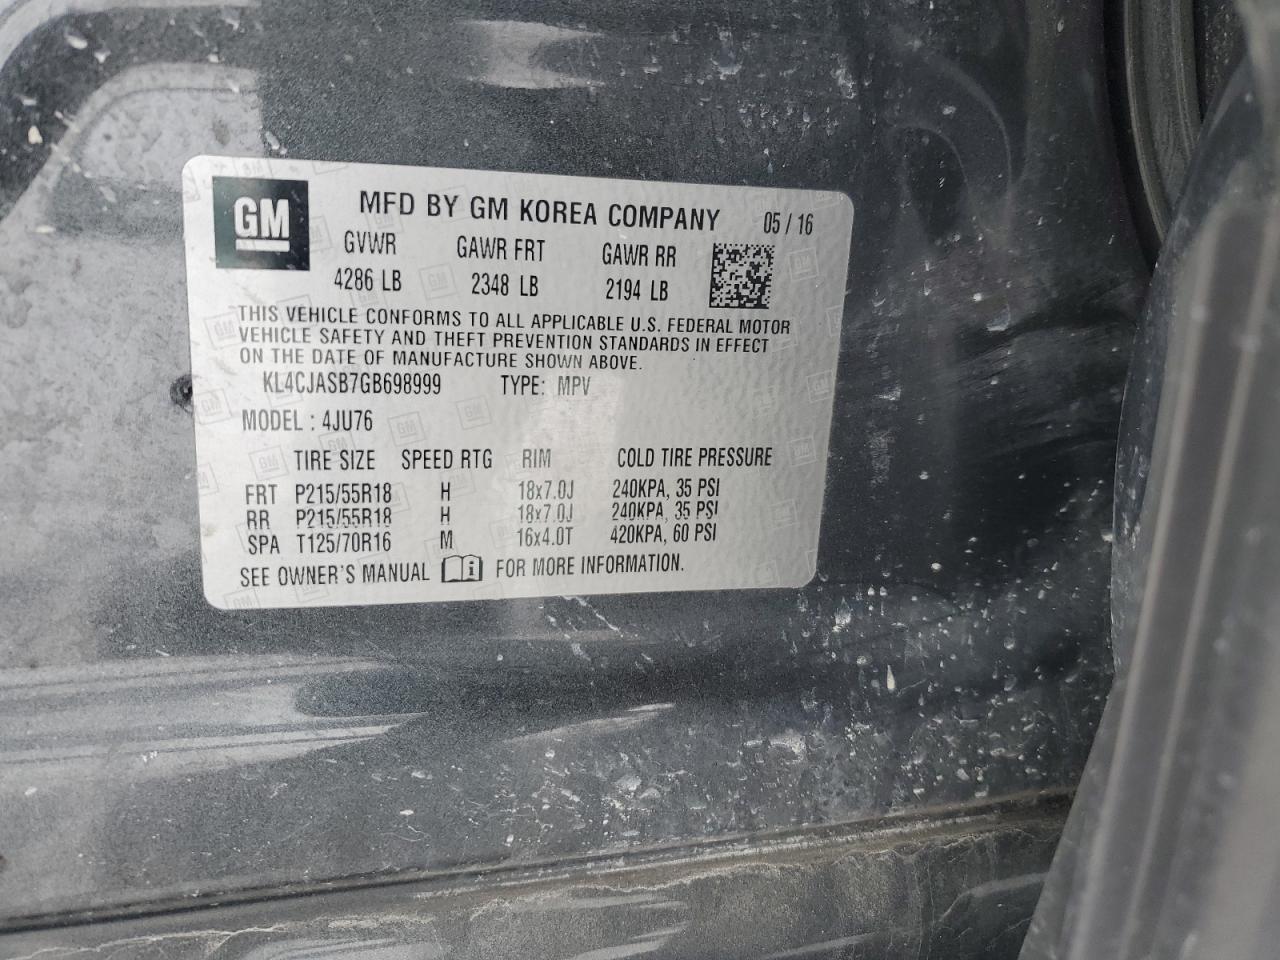 GM
MFD BY GM KOREA COMPANY 05 / 16
GVWR GAWR FRT GAWR RR
4286 LB 2348 LB 2194 LB
THIS VEHICLE CONFORMS TO ALL APPLICABLE U.S. FEDERAL MOTOR
VEHICLE SAFETY AND THEFT PREVENTION STANDARDS IN EFFECT
ON THE DATE OF MANUFACTURE SHOWN ABOVE.
KL4CJASB7GB698999 TYPE: MPV
MODEL : 4JU76
TIRE SIZE SPEED RTG RIM COLD TIRE PRESSURE
FRT P215/55R18 H 18x7.0J 240KPA, 35 PSI
RR P215/55R18 H 18x7.0J 240KPA, 35 PSI
SPA T125/70R16 M 16x4.0T 420KPA, 60 PSI
SEE OWNER'S MANUAL i FOR MORE INFORMATION.